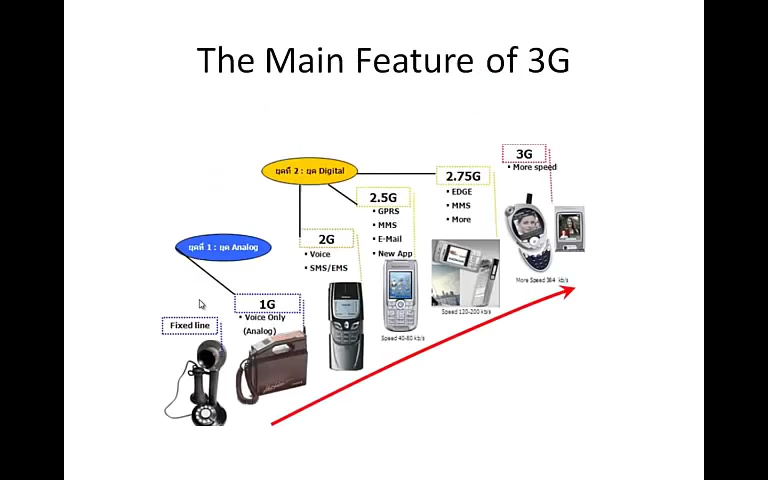 The Main Feature of 3G
3G
• More speed
ยุคที่ 2 : ยุค Digital
2.75G
• EDGE
• MMS
• More
2.5G
• GPRS
• MMS
• E-Mail
• New App
2G
• Voice
• SMS/EMS
ยุคที่ 1 : ยุค Analog
1G
• Voice Only
(Analog)
Fixed line
More Speed 384 kb/s
Speed 120-200 kb/s
Speed 40-80 kb/s